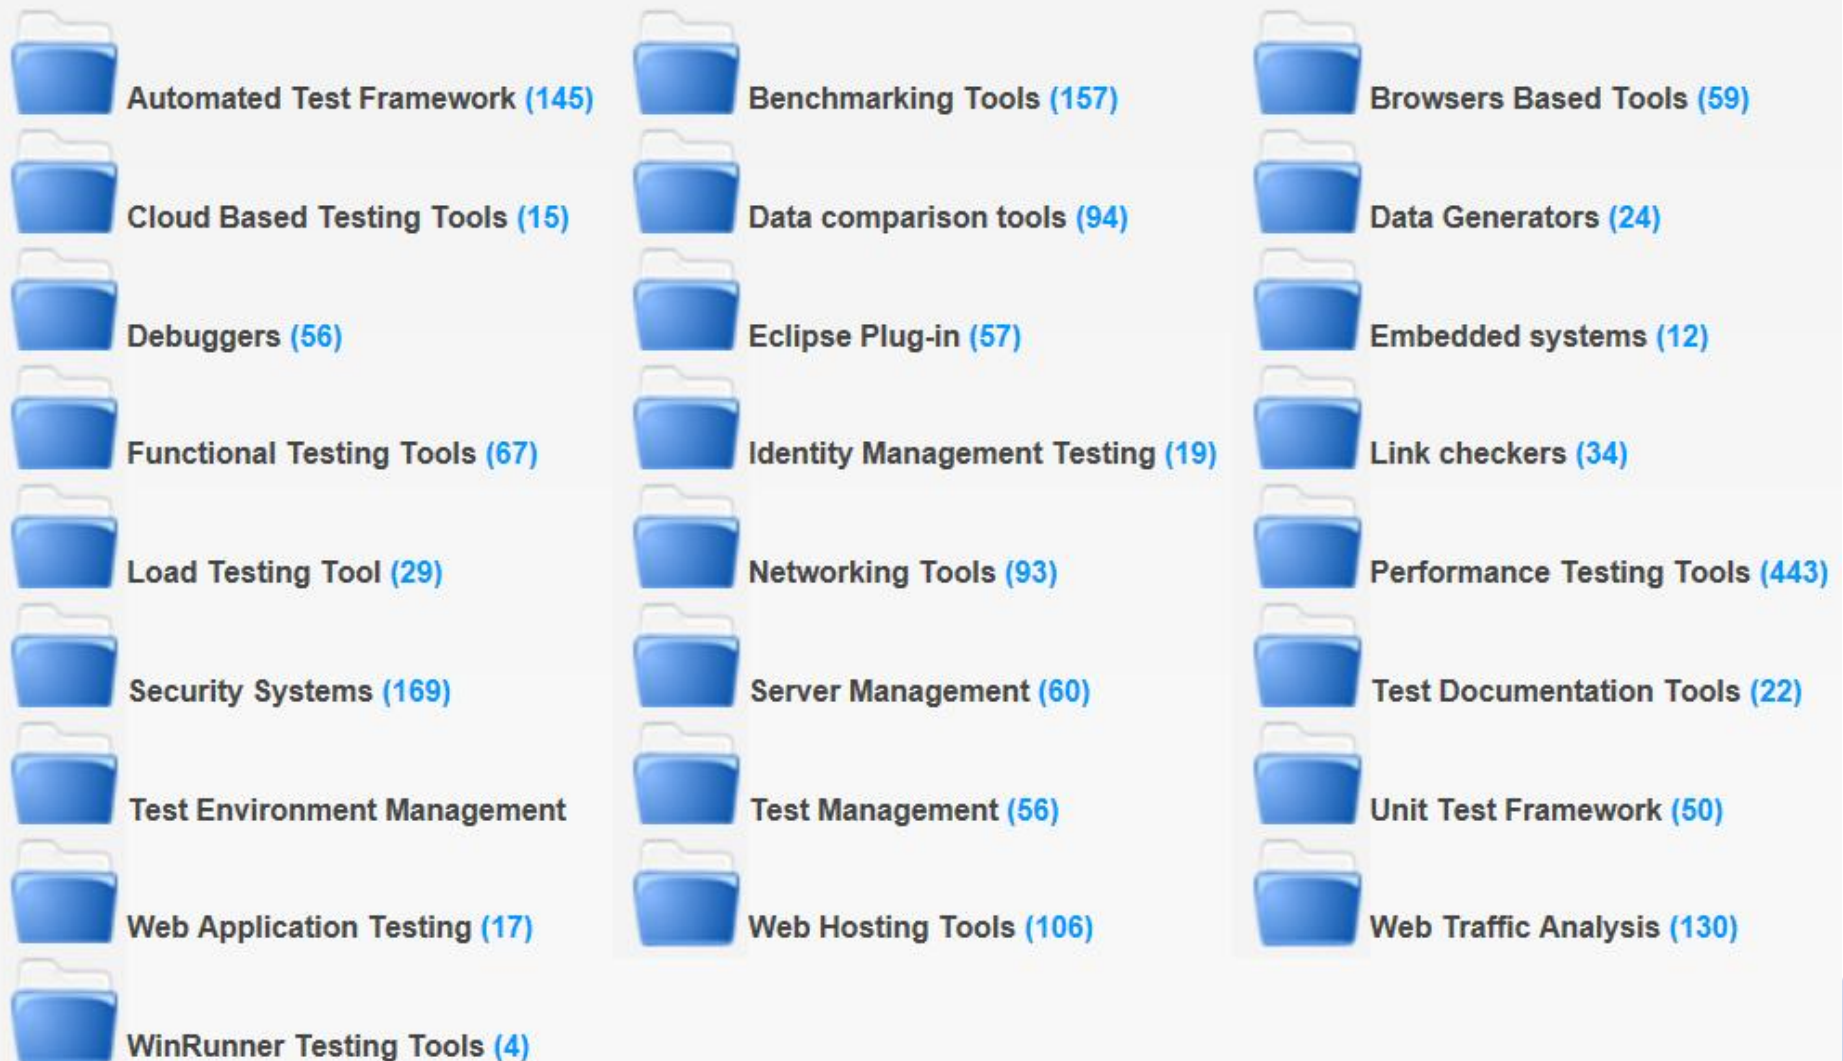 Automated Test Framework (145)
Benchmarking Tools (157)
Browsers Based Tools (59)
Cloud Based Testing Tools (15)
Data comparison tools (94)
Data Generators (24)
Debuggers (56)
Eclipse Plug-in (57)
Embedded systems (12)
Functional Testing Tools (67)
Identity Management Testing (19)
Link checkers (34)
Load Testing Tool (29)
Networking Tools (93)
Performance Testing Tools (443)
Security Systems (169)
Server Management (60)
Test Documentation Tools (22)
Test Environment Management
Test Management (56)
Unit Test Framework (50)
Web Application Testing (17)
Web Hosting Tools (106)
Web Traffic Analysis (130)
WinRunner Testing Tools (4)